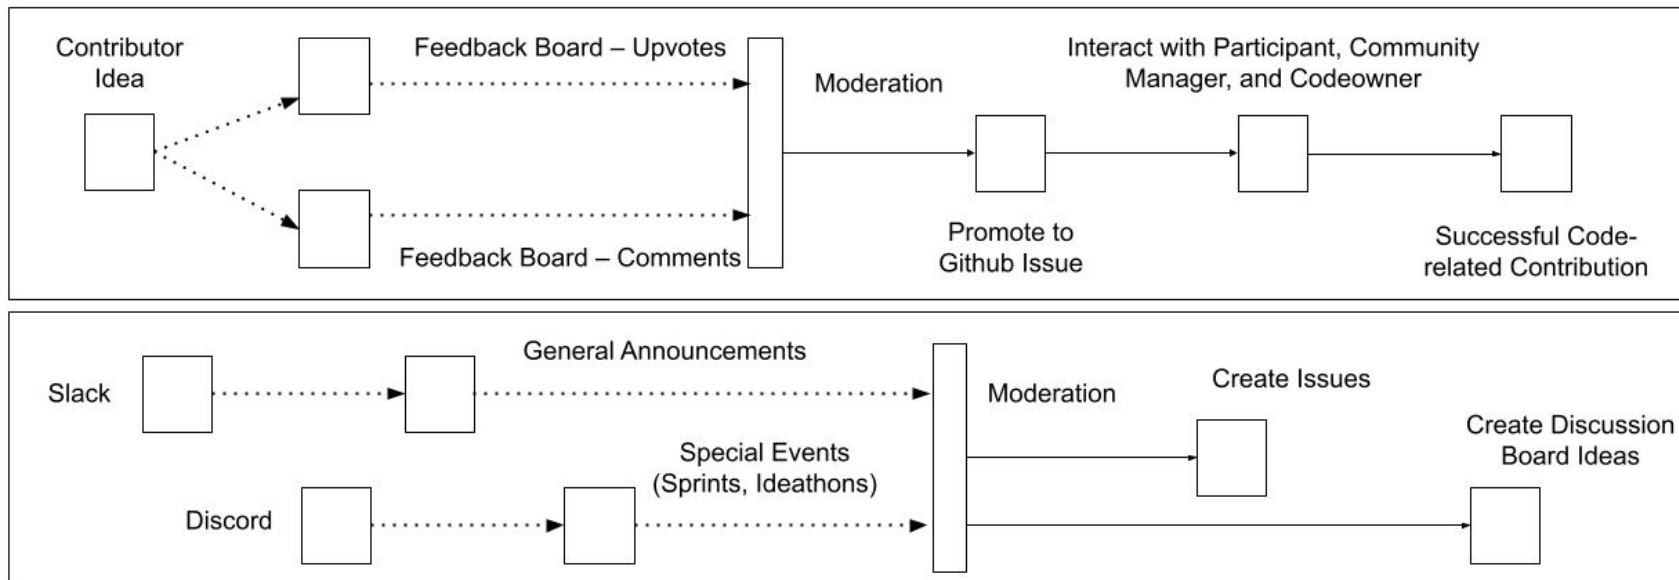 Contributor
Idea
Feedback Board – Upvotes
Feedback Board – Comments
Moderation
Promote to
Github Issue
Interact with Participant, Community
Manager, and Codeowner
Successful Code-
related Contribution
Slack
General Announcements
Discord
Special Events
(Sprints, Ideathons)
Moderation
Create Issues
Create Discussion
Board Ideas